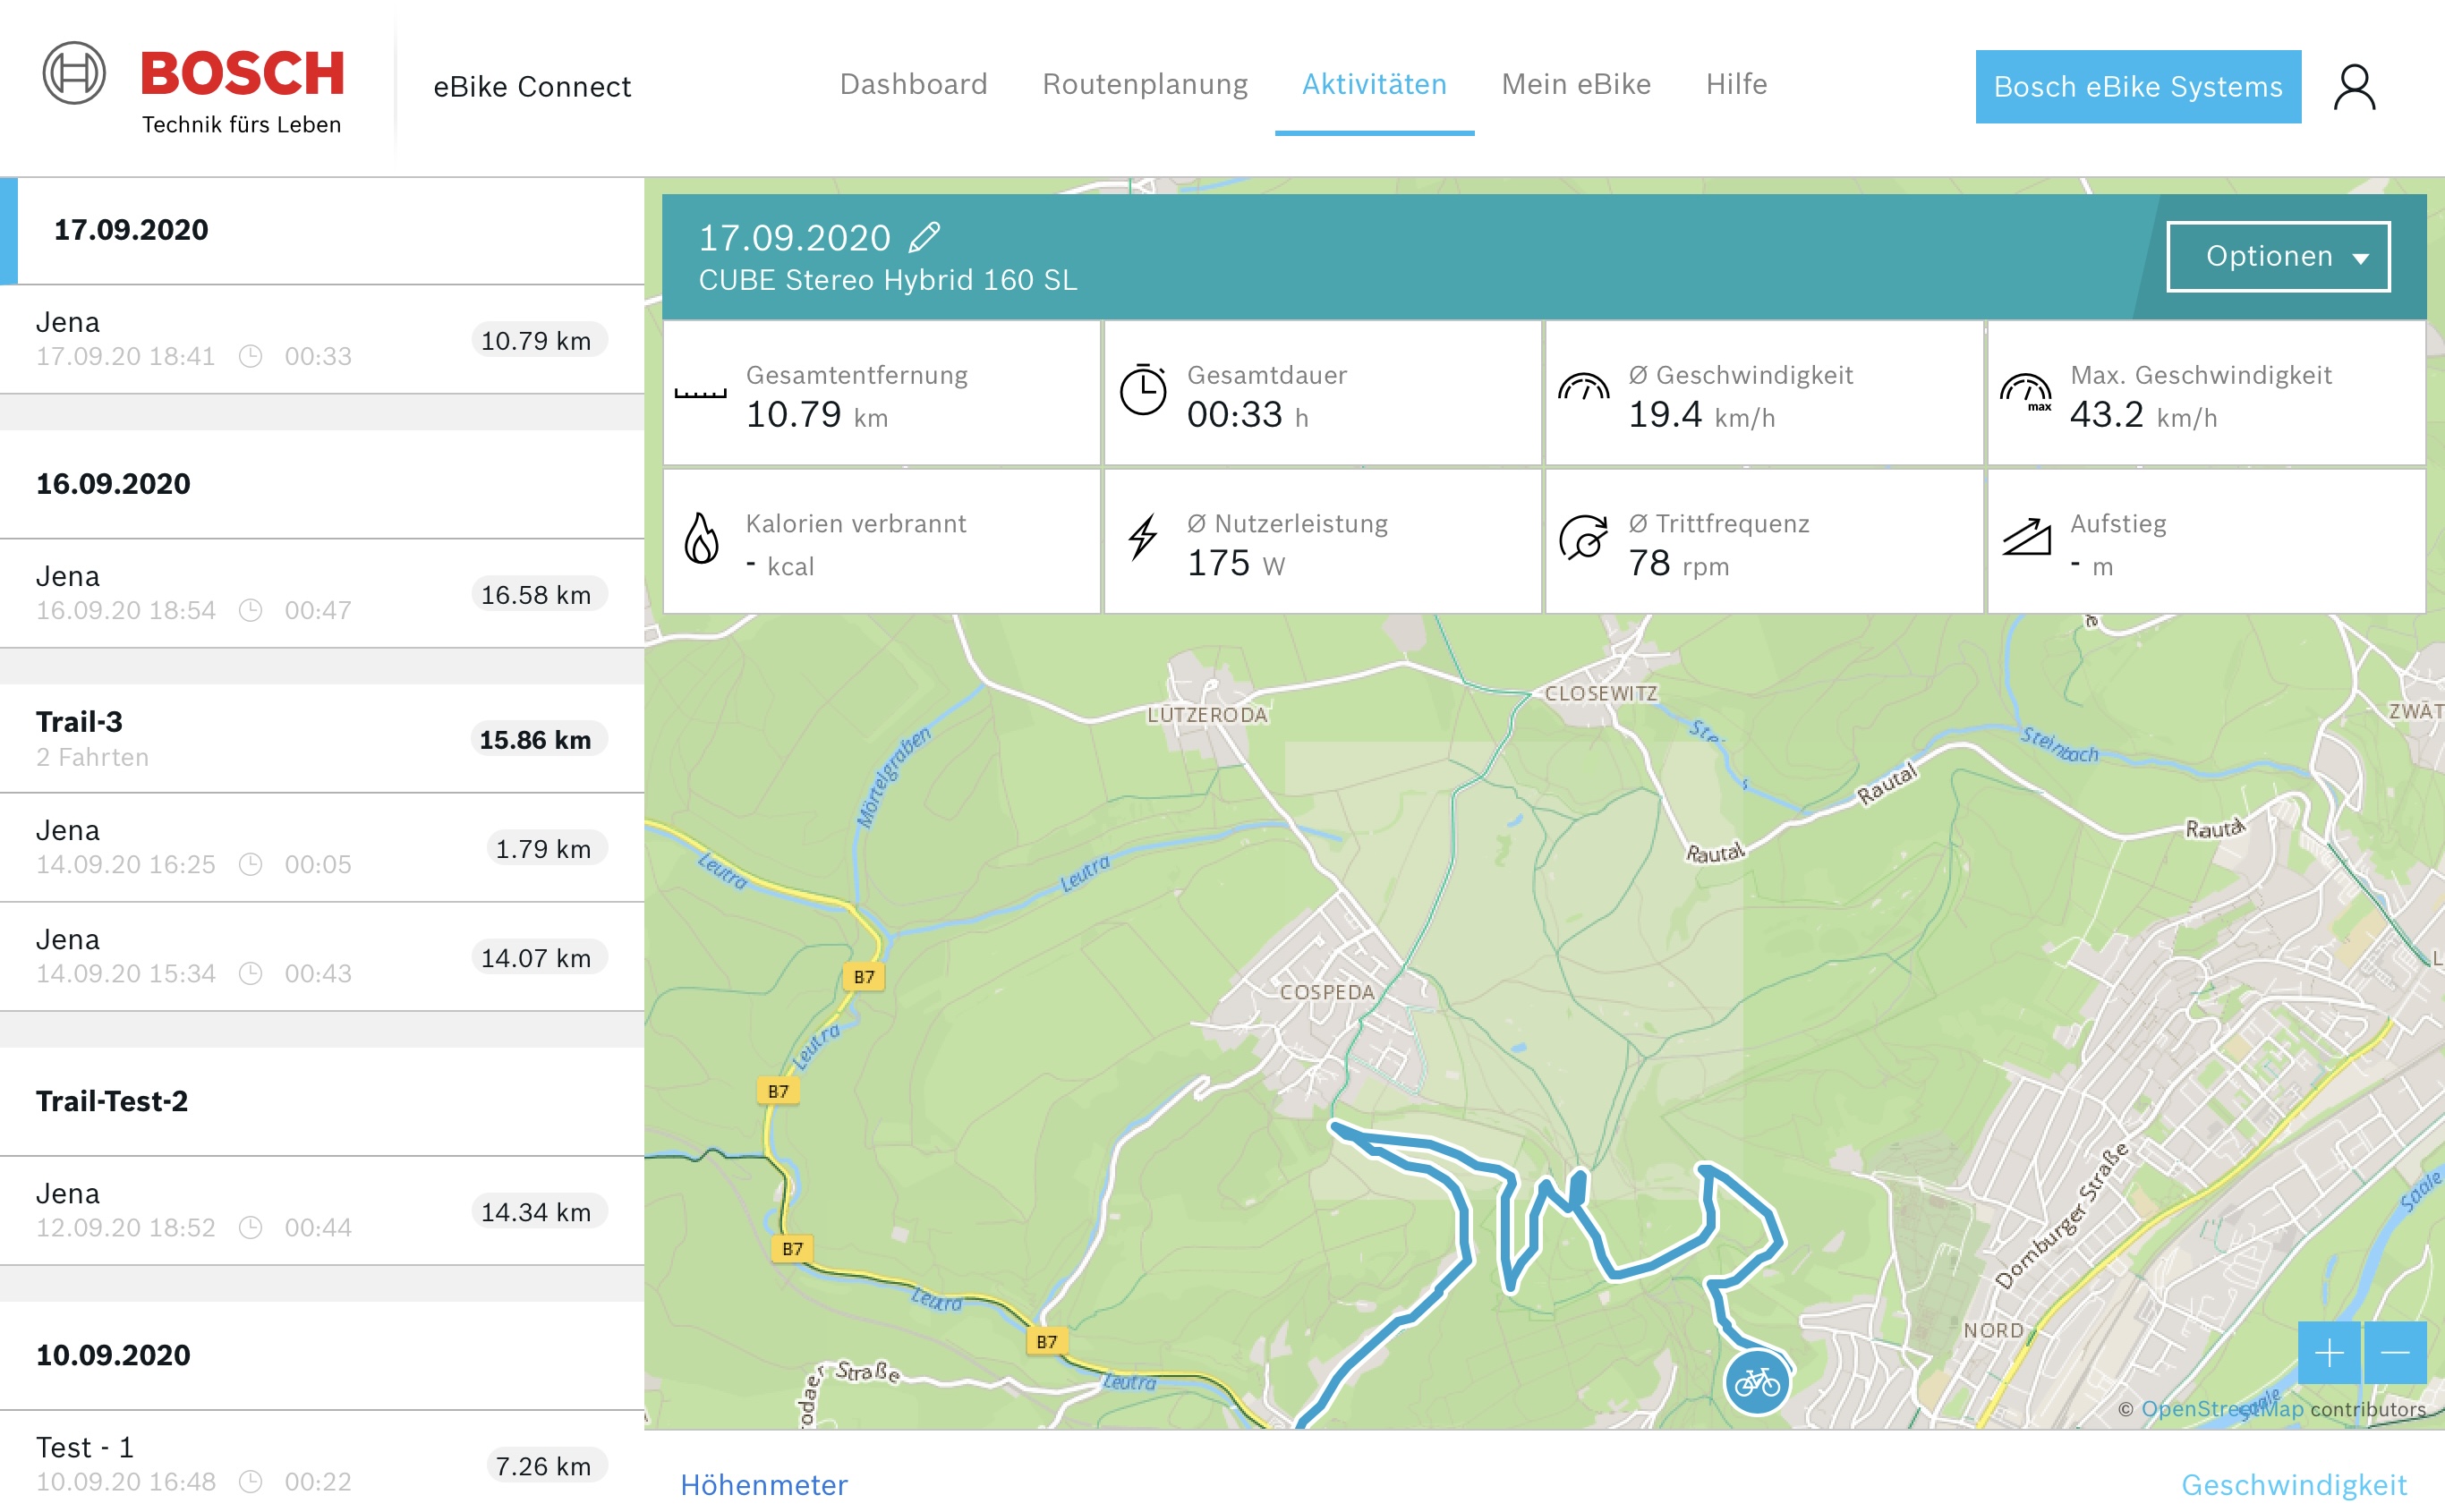 BOSCH
Technik fürs Leben
eBike Connect
Dashboard
Routenplanung
Aktivitäten
Mein eBike
Hilfe
Bosch eBike Systems
17.09.2020
Jena
17.09.20 18:41 00:33
10.79 km
16.09.2020
Jena
16.09.20 18:54 00:47
16.58 km
Trail-3
2 Fahrten
15.86 km
Jena
14.09.20 16:25 00:05
1.79 km
Jena
14.09.20 15:34 00:43
14.07 km
Trail-Test-2
Jena
12.09.20 18:52 00:44
14.34 km
10.09.2020
Test - 1
10.09.20 16:48 00:22
7.26 km
17.09.2020
CUBE Stereo Hybrid 160 SL
Optionen
Gesamtentfernung
10.79 km
Gesamtdauer
00:33 h
Ø Geschwindigkeit
19.4 km/h
max
Max. Geschwindigkeit
43.2 km/h
Kalorien verbrannt
- kcal
Ø Nutzerleistung
175 W
Ø Trittfrequenz
78 rpm
Aufstieg
- m
LÜTZERODA
CLOSEWITZ
Mörtelgraben
Steinbach
Rautal
Rautal
Leutra
Leutra
B7
COSPEDA
Leutra
B7
B7
Leutra
B7
Straße
Leutra
Domburger Straße
NORD
Saale
Saale
© OpenStreetMap contributors
Höhenmeter
Geschwindigkeit